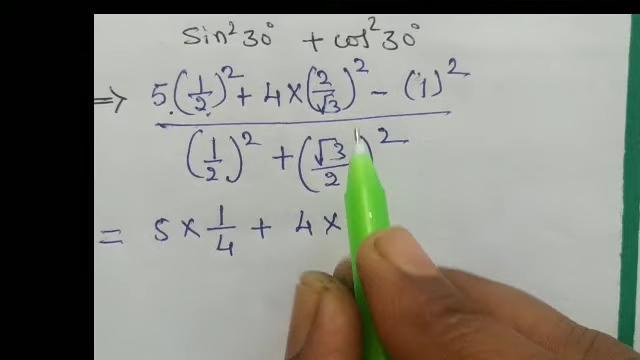 sin²30° + cos²30°
⇒ 5(1/2)² + 4×(2/√3)² - (1)²
(1/2)² + (√3/2)²
= 5 × 1/4 + 4 ×